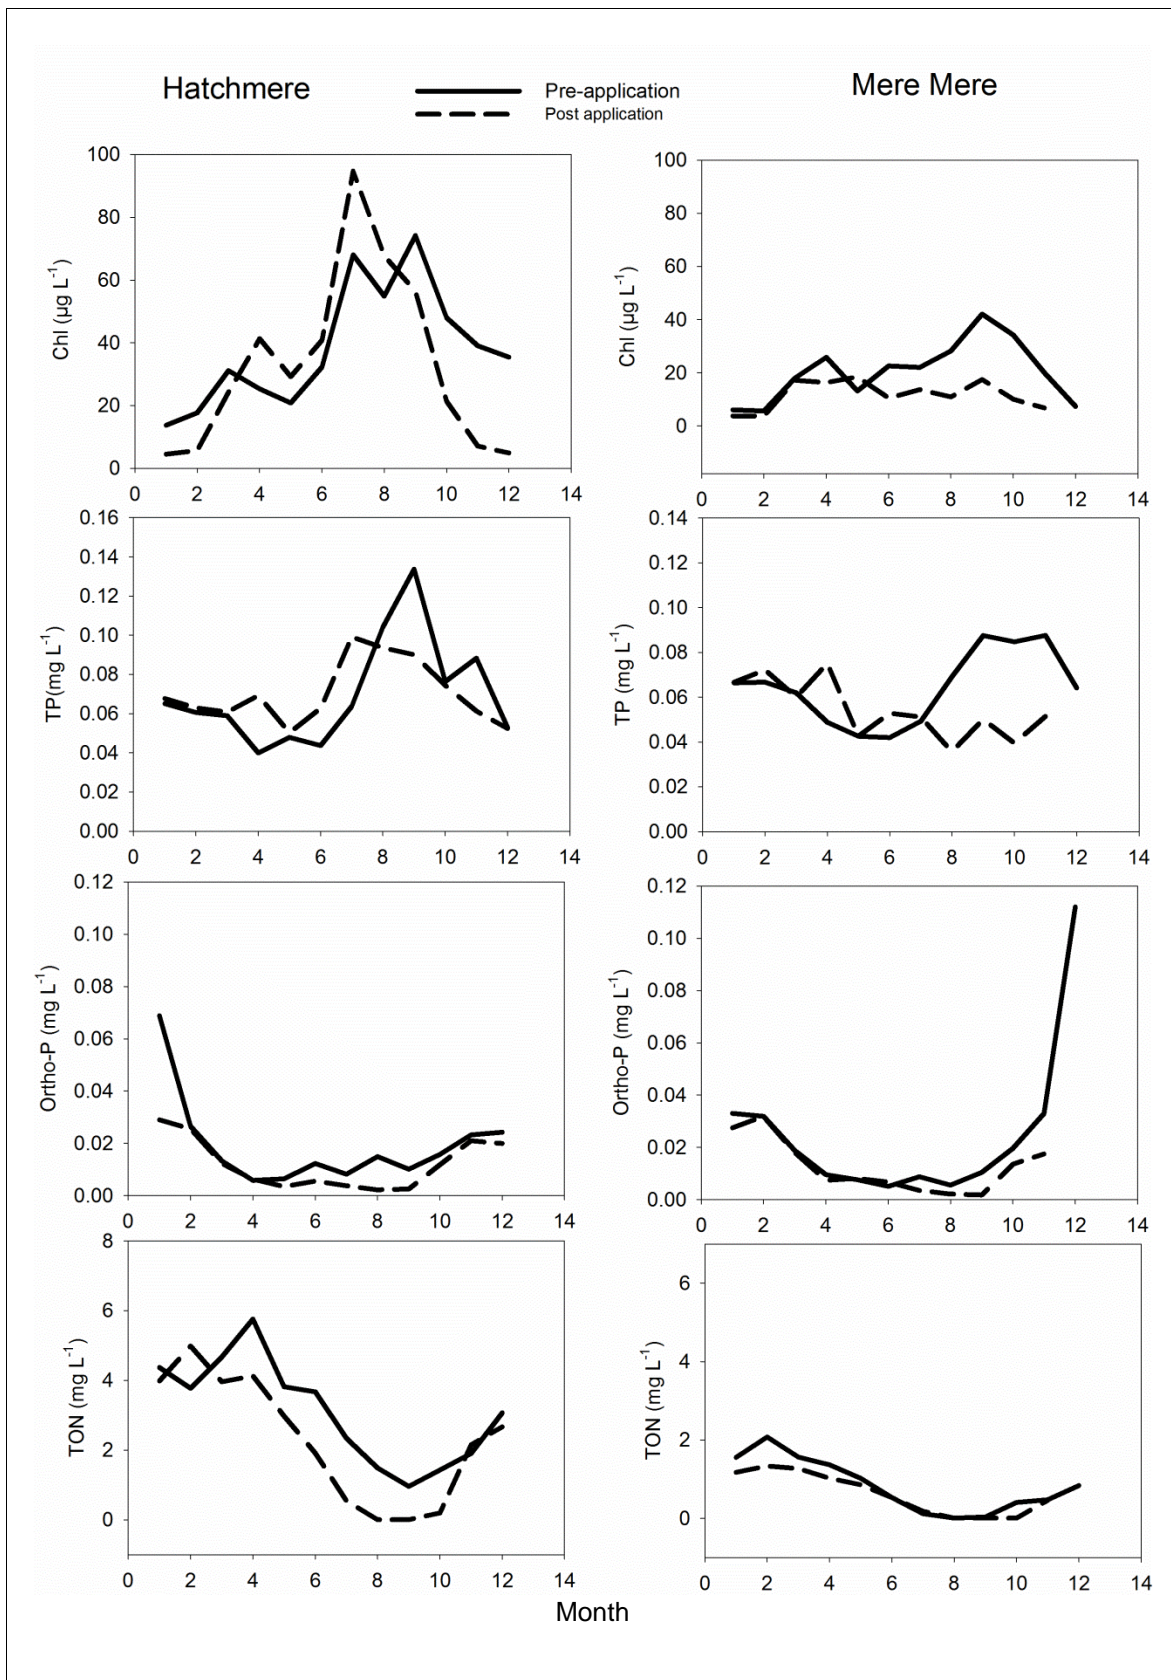 Hatchmere
Pre-application
Post application
Mere Mere
Chl (µg L⁻¹)
100
80
60
40
20
0
0 2 4 6 8 10 12 14
Chl (µg L⁻¹)
100
80
60
40
20
0
0 2 4 6 8 10 12 14
TP(mg L⁻¹)
0.16
0.14
0.12
0.10
0.08
0.06
0.04
0.02
0.00
0 2 4 6 8 10 12 14
TP (mg L⁻¹)
0.14
0.12
0.10
0.08
0.06
0.04
0.02
0.00
0 2 4 6 8 10 12 14
Ortho-P (mg L⁻¹)
0.12
0.10
0.08
0.06
0.04
0.02
0.00
0 2 4 6 8 10 12 14
Ortho-P (mg L⁻¹)
0.12
0.10
0.08
0.06
0.04
0.02
0.00
0 2 4 6 8 10 12 14
TON (mg L⁻¹)
8
6
4
2
0
0 2 4 6 8 10 12 14
TON (mg L⁻¹)
6
4
2
0
0 2 4 6 8 10 12 14
Month